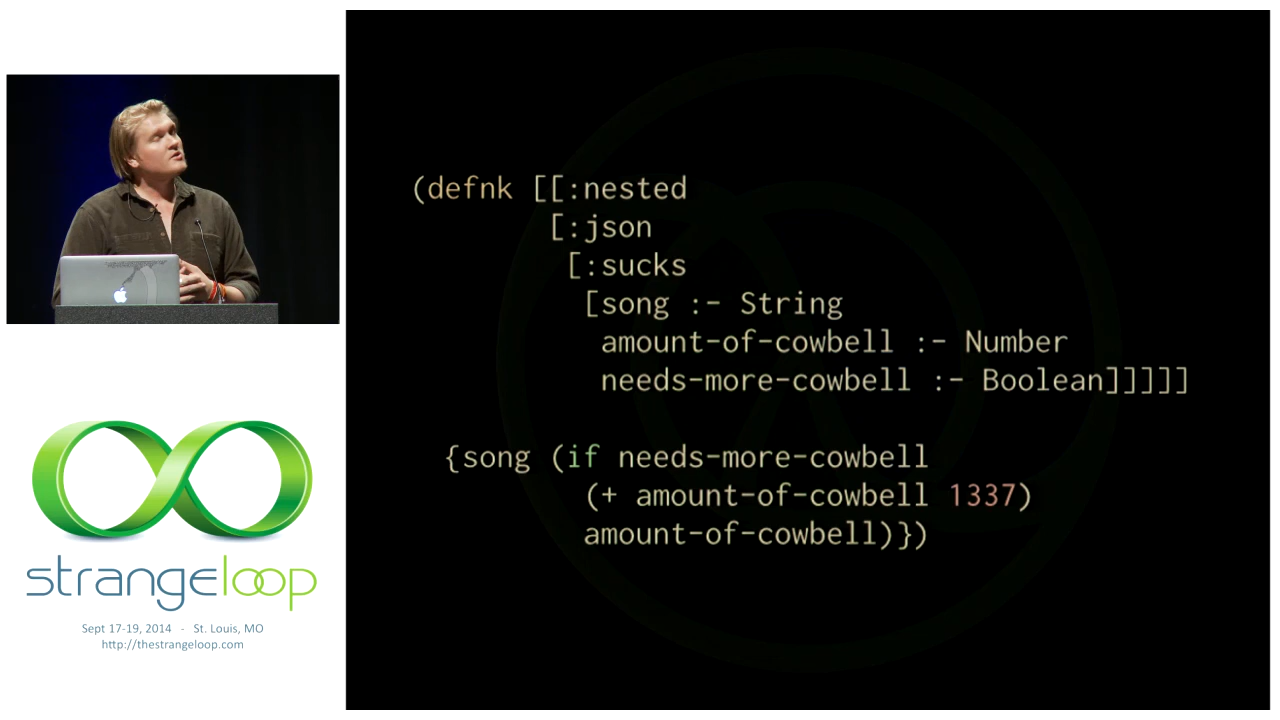 (defnk [[:nested
[:json
[:sucks
[song :- String
amount-of-cowbell :- Number
needs-more-cowbell :- Boolean]]]]]
{song (if needs-more-cowbell
(+ amount-of-cowbell 1337)
amount-of-cowbell)})
strangeloop
Sept 17-19, 2014 - St. Louis, MO
http://thestrangeloop.com